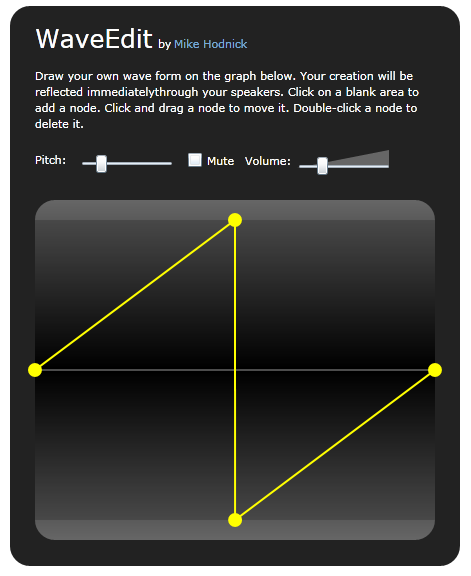 WaveEdit by Mike Hodnick
Draw your own wave form on the graph below. Your creation will be
reflected immediatelythrough your speakers. Click on a blank area to
add a node. Click and drag a node to move it. Double-click a node to
delete it.
Pitch: Mute Volume: